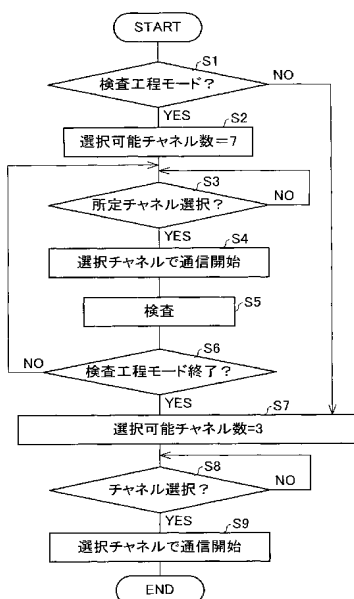 START
S1
検査工程モード?
NO
YES
S2
選択可能チャネル数=7
S3
所定チャネル選択?
NO
YES
S4
選択チャネルで通信開始
S5
検査
S6
NO
検査工程モード終了?
YES
S7
選択可能チャネル数=3
S8
チャネル選択?
NO
YES
S9
選択チャネルで通信開始
END